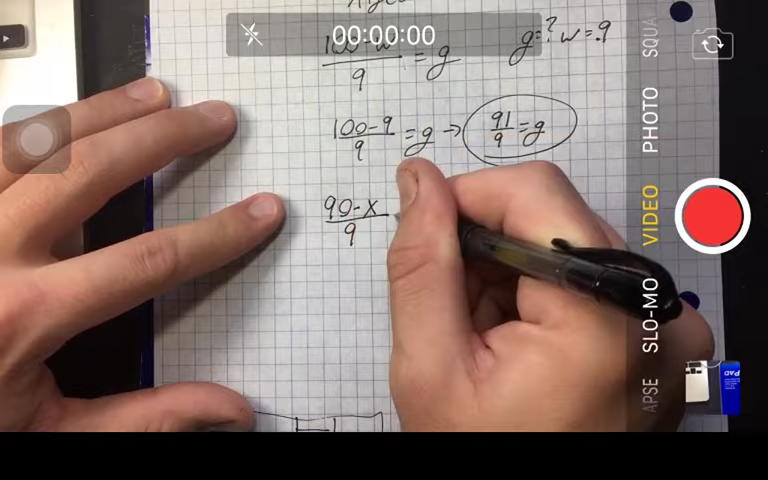 00:00:00
100-w/9 = g   g=? w=9
100-9/9 = g → 91/9 = g
90-x/9
SQUA
PHOTO
VIDEO
SLO-MO
APSE
PAD